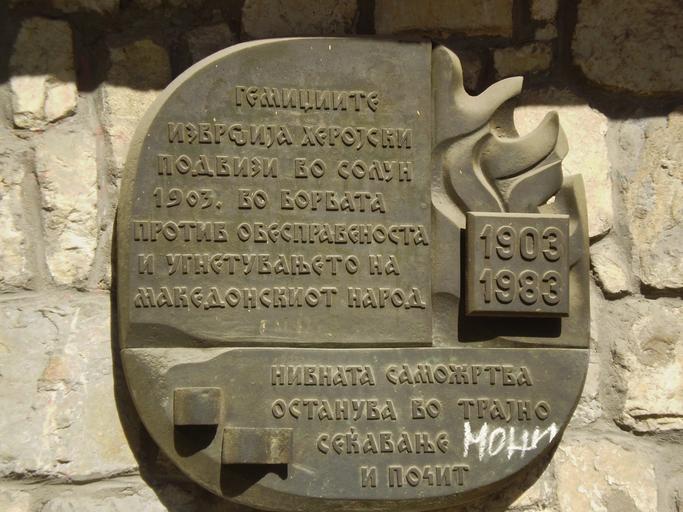 ГЕМИЏИИТЕ
ИЗВРШИЈА ХЕРОЈСКИ
ПОДВИЗИ ВО СОЛУН
1903. ВО БОРБАТА
ПРОТИВ ОБЕСПРАВЕНОСТА
И УГНЕТУВАЊЕТО НА
МАКЕДОНСКИОТ НАРОД
1903
1983
НИВНАТА САМОЖРТВА
ОСТАНУВА ВО ТРАЈНО
СЕЌАВАЊЕ
И ПОЧИТ
МОНИ